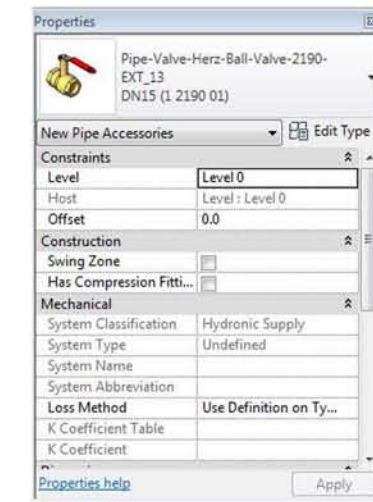 Properties
Pipe-Valve-Herz-Ball-Valve-2190-
EXT_13
DN15 (1 2190 01)
New Pipe Accessories
Edit Type
Constraints
Level Level 0
Host Level : Level 0
Offset 0.0
Construction
Swing Zone
Has Compression Fitti...
Mechanical
System Classification Hydronic Supply
System Type Undefined
System Name
System Abbreviation
Loss Method Use Definition on Ty...
K Coefficient Table
K Coefficient
Properties help
Apply